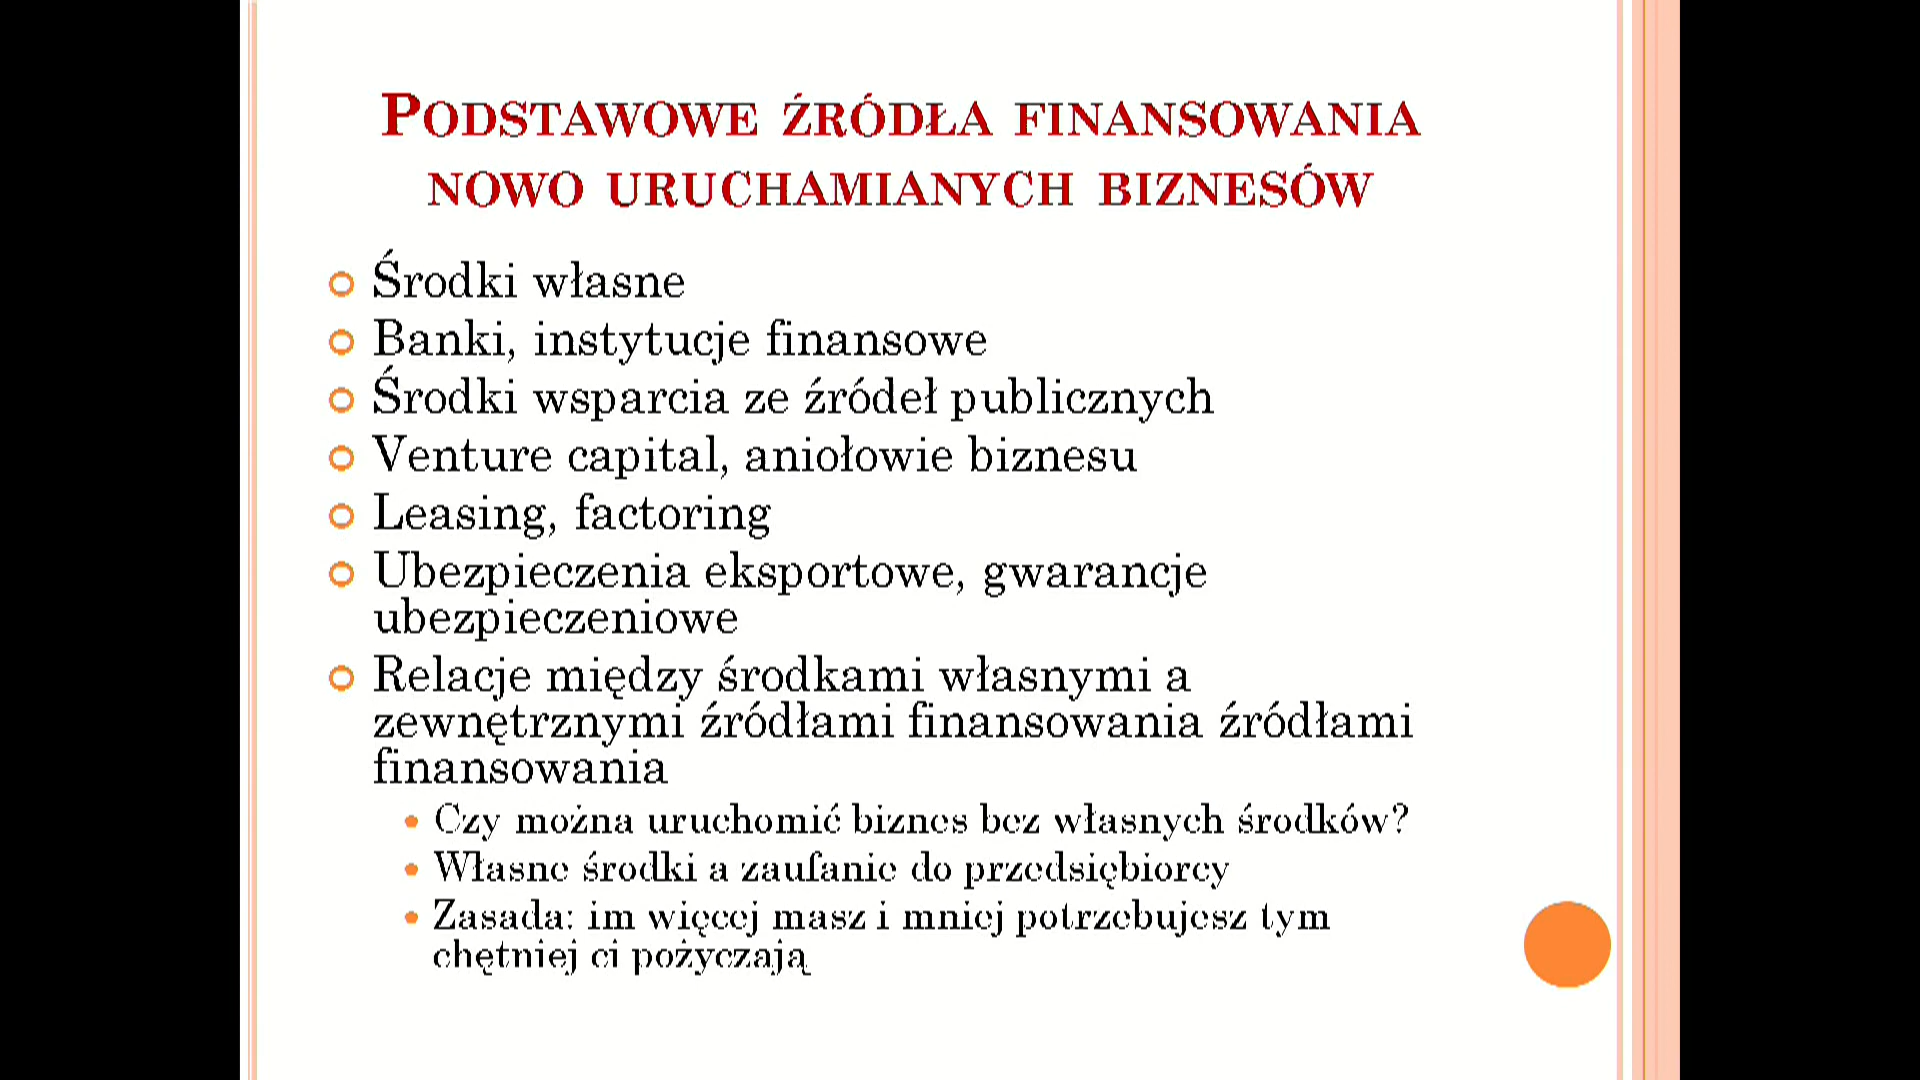 Podstawowe źródła finansowania
nowo uruchamianych biznesów
Środki własne
Banki, instytucje finansowe
Środki wsparcia ze źródeł publicznych
Venture capital, aniołowie biznesu
Leasing, factoring
Ubezpieczenia eksportowe, gwarancje
ubezpieczeniowe
Relacje między środkami własnymi a
zewnętrznymi źródłami finansowania źródłami
finansowania
Czy można uruchomić biznes bez własnych środków?
Własne środki a zaufanie do przedsiębiorcy
Zasada: im więcej masz i mniej potrzebujesz tym
chętniej ci pożyczają